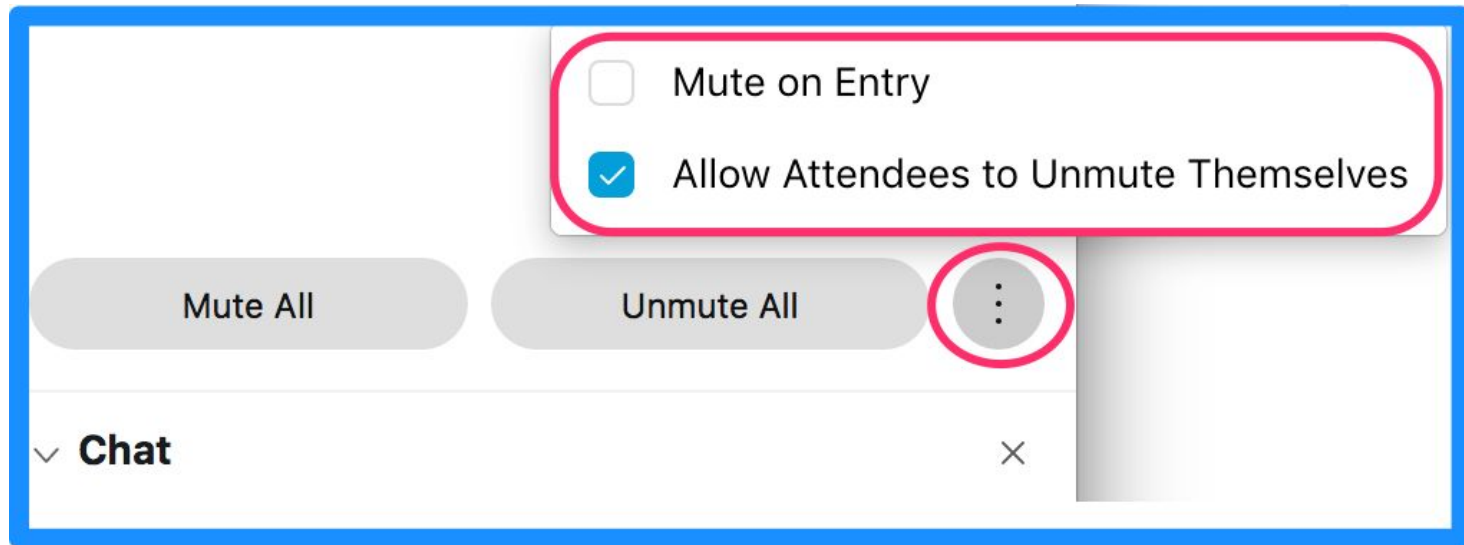 Mute on Entry
Allow Attendees to Unmute Themselves
Mute All
Unmute All
Chat